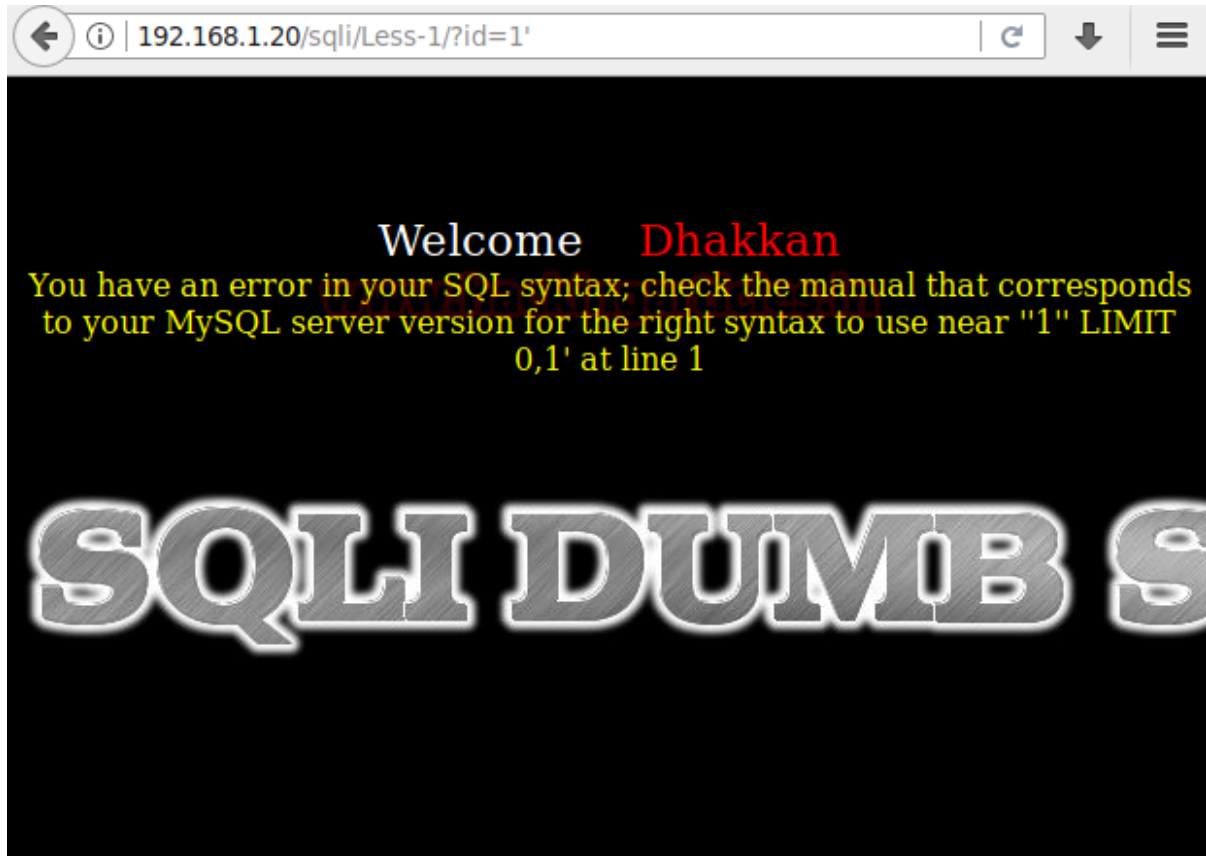 192.168.1.20/sqli/Less-1/?id=1'
Welcome Dhakkan
You have an error in your SQL syntax; check the manual that corresponds
to your MySQL server version for the right syntax to use near ''1'' LIMIT
0,1' at line 1
SQLI DUMB S